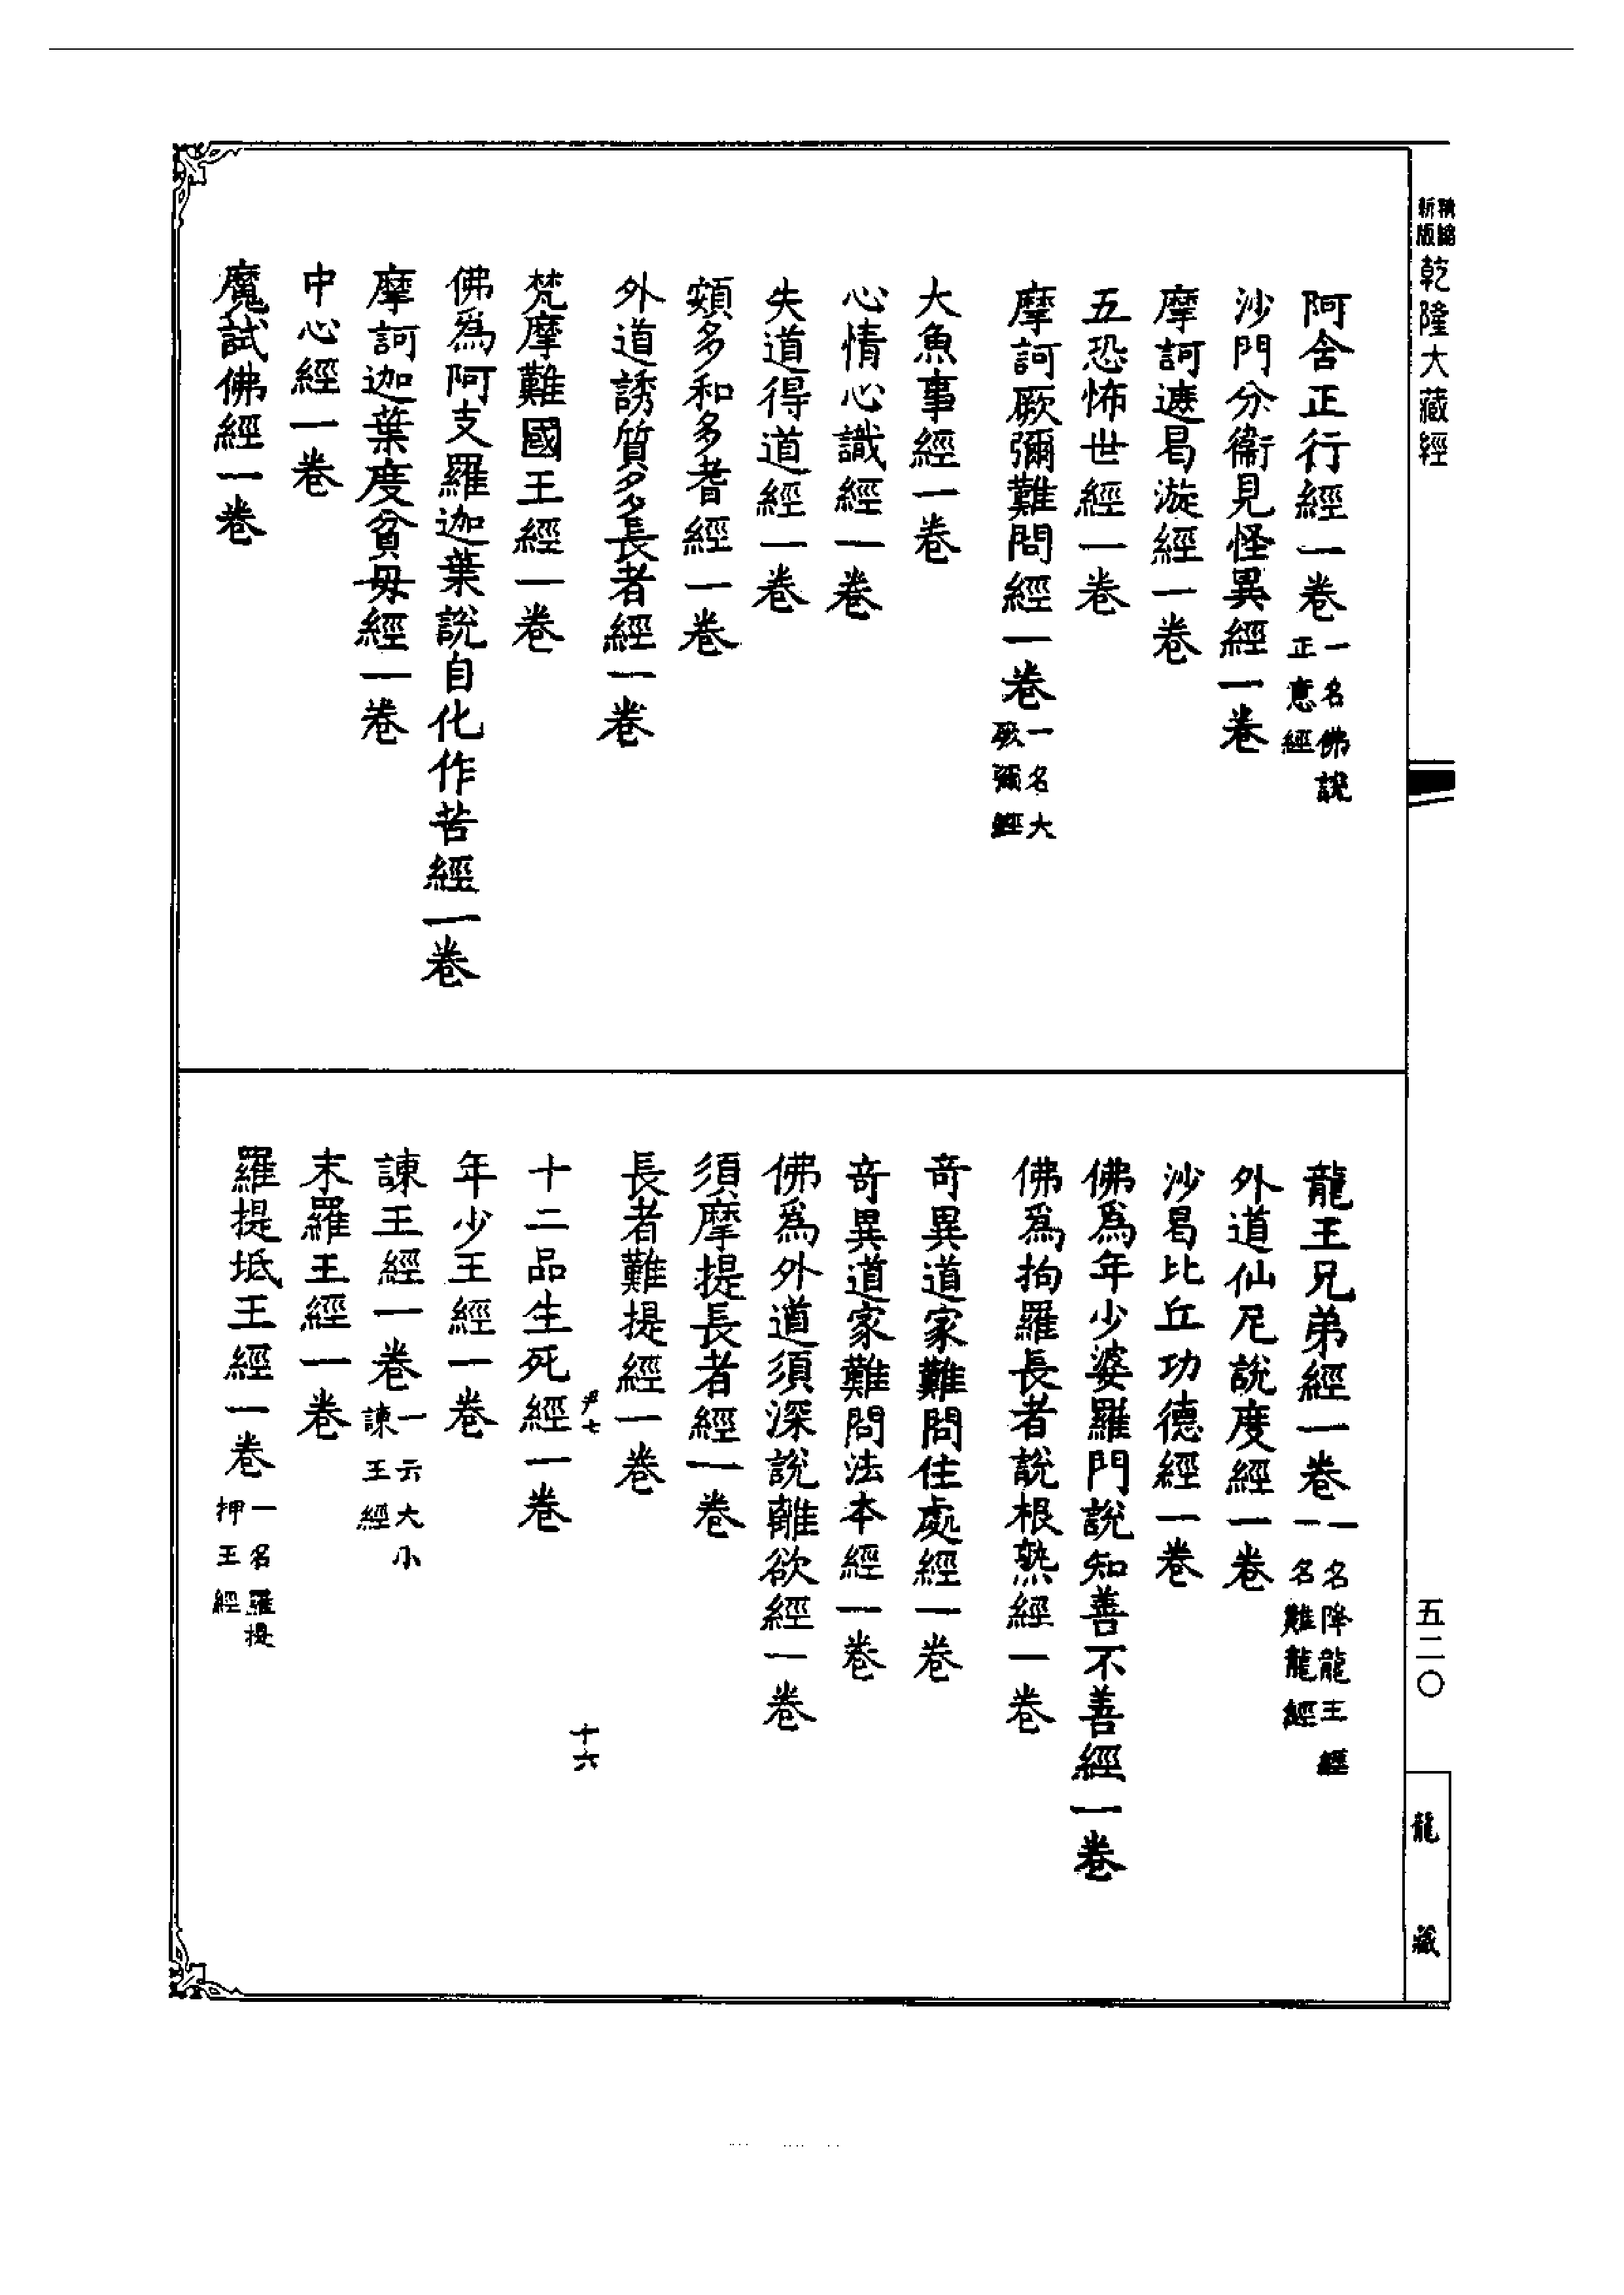 精縮新版乾隆大藏經
阿含正行經一卷一名佛說正意經
沙門分衞見怪異經一卷
摩訶遮曷漩經一卷
五恐怖世經一卷
摩訶厥彌難問經一卷一名大厥彌經
大魚事經一卷
心情心識經一卷
失道得道經一卷
頞多和多耆經一卷
外道誘質多長者經一卷
梵摩難國王經一卷
佛爲阿支羅迦葉說自化作苦經一卷
摩訶迦葉度貧母經一卷
中心經一卷
魔試佛經一卷
龍王兄弟經一卷一名降龍王經一名難龍經
外道仙尼說度經一卷
沙曷比丘功德經一卷
佛爲年少婆羅門說知善不善經一卷
佛爲拘羅長者說根熟經一卷
奇異道家難問住處經一卷
奇異道家難問法本經一卷
佛爲外道須深說離欲經一卷
須摩提長者經一卷
長者難提經一卷
尹七
十六
十二品生死經一卷
年少王經一卷
諫王經一卷一云大小諫王經
末羅王經一卷
羅提坻王經一卷一名羅提押王經
五二〇
龍藏